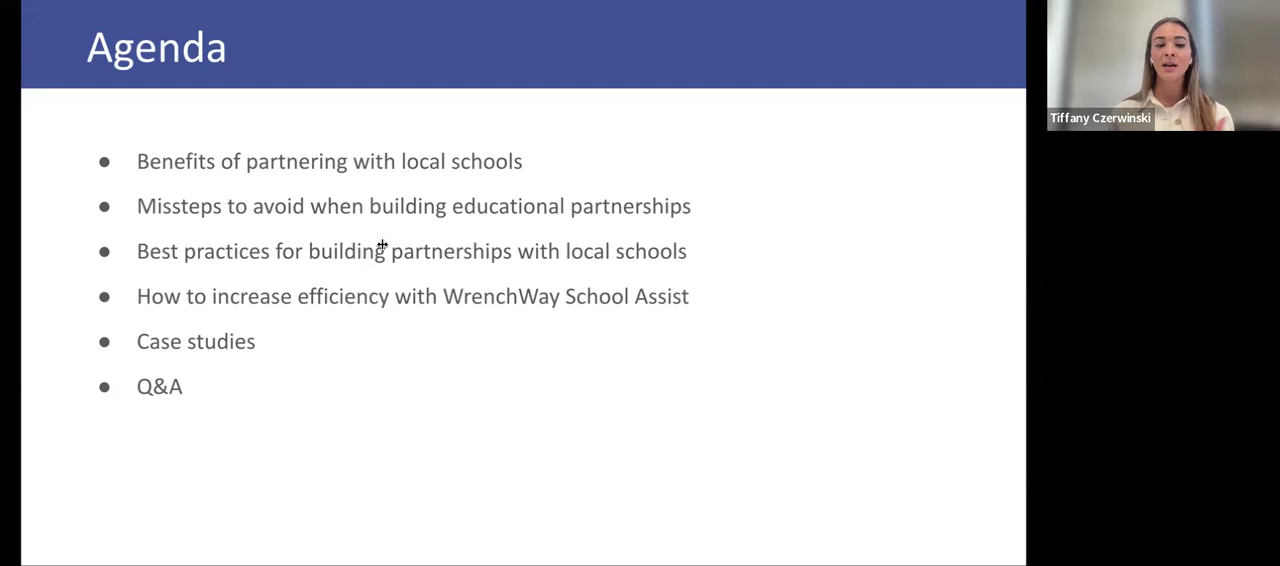 Agenda
Tiffany Czerwinski
● Benefits of partnering with local schools
● Missteps to avoid when building educational partnerships
● Best practices for building partnerships with local schools
● How to increase efficiency with WrenchWay School Assist
● Case studies
● Q&A